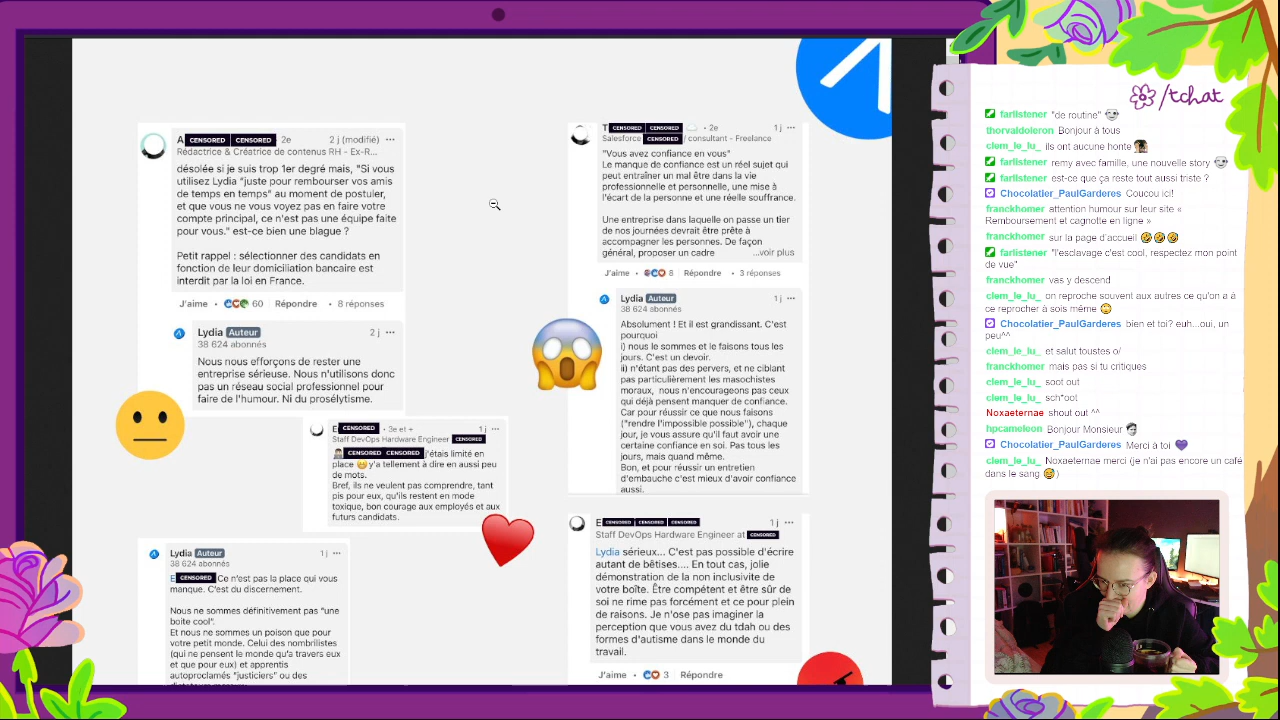 A CENSORED CENSORED 2e 2 j (modifié) •••
Rédactrice & Créatrice de contenus RH - Ex-R...
désolée si je suis trop 1er degré mais, "Si vous
utilisez Lydia "juste pour rembourser vos amis
de temps en temps" au moment de postuler,
et que vous ne vous voyez pas en faire votre
compte principal, ce n'est pas une équipe faite
pour vous." est-ce bien une blague ?
Petit rappel : sélectionner des candidats en
fonction de leur domiciliation bancaire est
interdit par la loi en France.
J'aime • 60 | Répondre • 8 réponses
Lydia Auteur 2 j •••
38 624 abonnés
Nous nous efforçons de rester une
entreprise sérieuse. Nous n'utilisons donc
pas un réseau social professionnel pour
faire de l'humour. Ni du prosélytisme.
E CENSORED • 3e et + 1 j •••
Staff DevOps Hardware Engineer CENSORED
CENSORED CENSORED j'étais limité en
place 🥲 y'a tellement à dire en aussi peu
de mots.
Bref, ils ne veulent pas comprendre, tant
pis pour eux, qu'ils restent en mode
toxique, bon courage aux employés et aux
futurs candidats.
Lydia Auteur 1 j •••
38 624 abonnés
E CENSORED Ce n'est pas la place qui vous
manque. C'est du discernement.
Nous ne sommes définitivement pas "une
boite cool".
Et nous ne sommes un poison que pour
votre petit monde. Celui des nombrilistes
(qui ne pensent le monde qu'a travers eux
et que pour eux) et apprentis
autoproclamés "justiciers" ou des
T CENSORED CENSORED • 2e 1 j •••
Salesforce CENSORED consultant - Freelance
"Vous avez confiance en vous"
Le manque de confiance est un réel sujet qui
peut entraîner un mal être dans la vie
professionnelle et personnelle, une mise à
l'écart de la personne et une réelle souffrance.
Une entreprise dans laquelle on passe un tier
de nos journées devrait être prête à
accompagner les personnes. De façon
général, proposer un cadre ...voir plus
J'aime • 8 Répondre • 3 réponses
Lydia Auteur 1 j •••
38 624 abonnés
Absolument ! Et il est grandissant. C'est
pourquoi
i) nous le sommes et le faisons tous les
jours. C'est un devoir.
ii) n'étant pas des pervers, et ne ciblant
pas particulièrement les masochistes
moraux, nous n'encourageons pas ceux
qui déjà pensent manquer de confiance.
Car pour réussir ce que nous faisons
("rendre l'impossible possible"), chaque
jour, je vous assure qu'il faut avoir une
certaine confiance en soi. Pas tous les
jours, mais quand même.
Bon, et pour réussir un entretien
d'embauche c'est mieux d'avoir confiance
aussi.
E CENSORED CENSORED CENSORED 1 j •••
Staff DevOps Hardware Engineer at CENSORED
Lydia sérieux... C'est pas possible d'écrire
autant de bêtises.... En tout cas, jolie
démonstration de la non inclusivite de
votre boîte. Être compétent et être sûr de
soi ne rime pas forcément et ce pour plein
de raisons. Je n'ose pas imaginer la
perception que vous avez du tdah ou des
formes d'autisme dans le monde du
travail.
J'aime • 3 Répondre
/tchat
farlistener "de routine"
thorvaldoleron Bonjour à tous
clem_le_lu_ ils ont aucune honte
farlistener remy avec famille, une nouvelle story
farlistener est-ce que ça reste tout aussi triste ?
Chocolatier_PaulGarderes Coucou ici!
franckhomer attention humour sur leur site «
Remboursement et cagnotte en ligne »
franckhomer sur la page d'accueil 🤣🤣🤣
farlistener "l'esclavage c'est cool, respectez mon point
de vue"
franckhomer vas y descend
clem_le_lu_ on reproche souvent aux autres ce qu'on a à
ce reprocher à sois même
Chocolatier_PaulGarderes bien et toi? euh...oui, un
peu^^
clem_le_lu_ et salut toustes o/
franckhomer mais pas si tu critiques
clem_le_lu_ soot out
clem_le_lu_ sch*oot
Noxaeternae shout out ^^
hpcameleon Bonjour Monsieur
Chocolatier_PaulGarderes Merci à toi 💜
clem_le_lu_ Noxaeternae merci (je n'ai pas encore un café
dans le sang 😅)